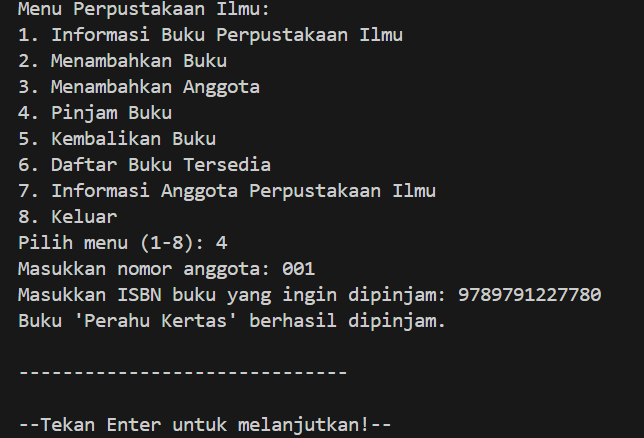 Menu Perpustakaan Ilmu:
1. Informasi Buku Perpustakaan Ilmu
2. Menambahkan Buku
3. Menambahkan Anggota
4. Pinjam Buku
5. Kembalikan Buku
6. Daftar Buku Tersedia
7. Informasi Anggota Perpustakaan Ilmu
8. Keluar
Pilih menu (1-8): 4
Masukkan nomor anggota: 001
Masukkan ISBN buku yang ingin dipinjam: 9789791227780
Buku 'Perahu Kertas' berhasil dipinjam.
------------------------------
--Tekan Enter untuk melanjutkan!--